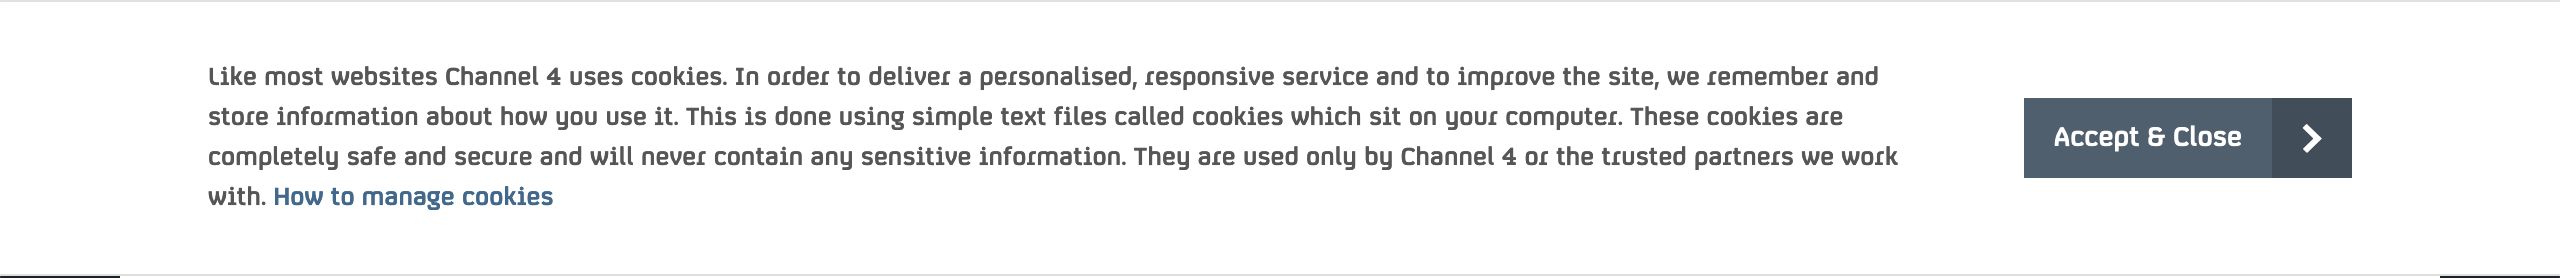 Like most websites Channel 4 uses cookies. In order to deliver a personalised, responsive service and to improve the site, we remember and
store information about how you use it. This is done using simple text files called cookies which sit on your computer. These cookies are
completely safe and secure and will never contain any sensitive information. They are used only by Channel 4 or the trusted partners we work
with. How to manage cookies
Accept & Close